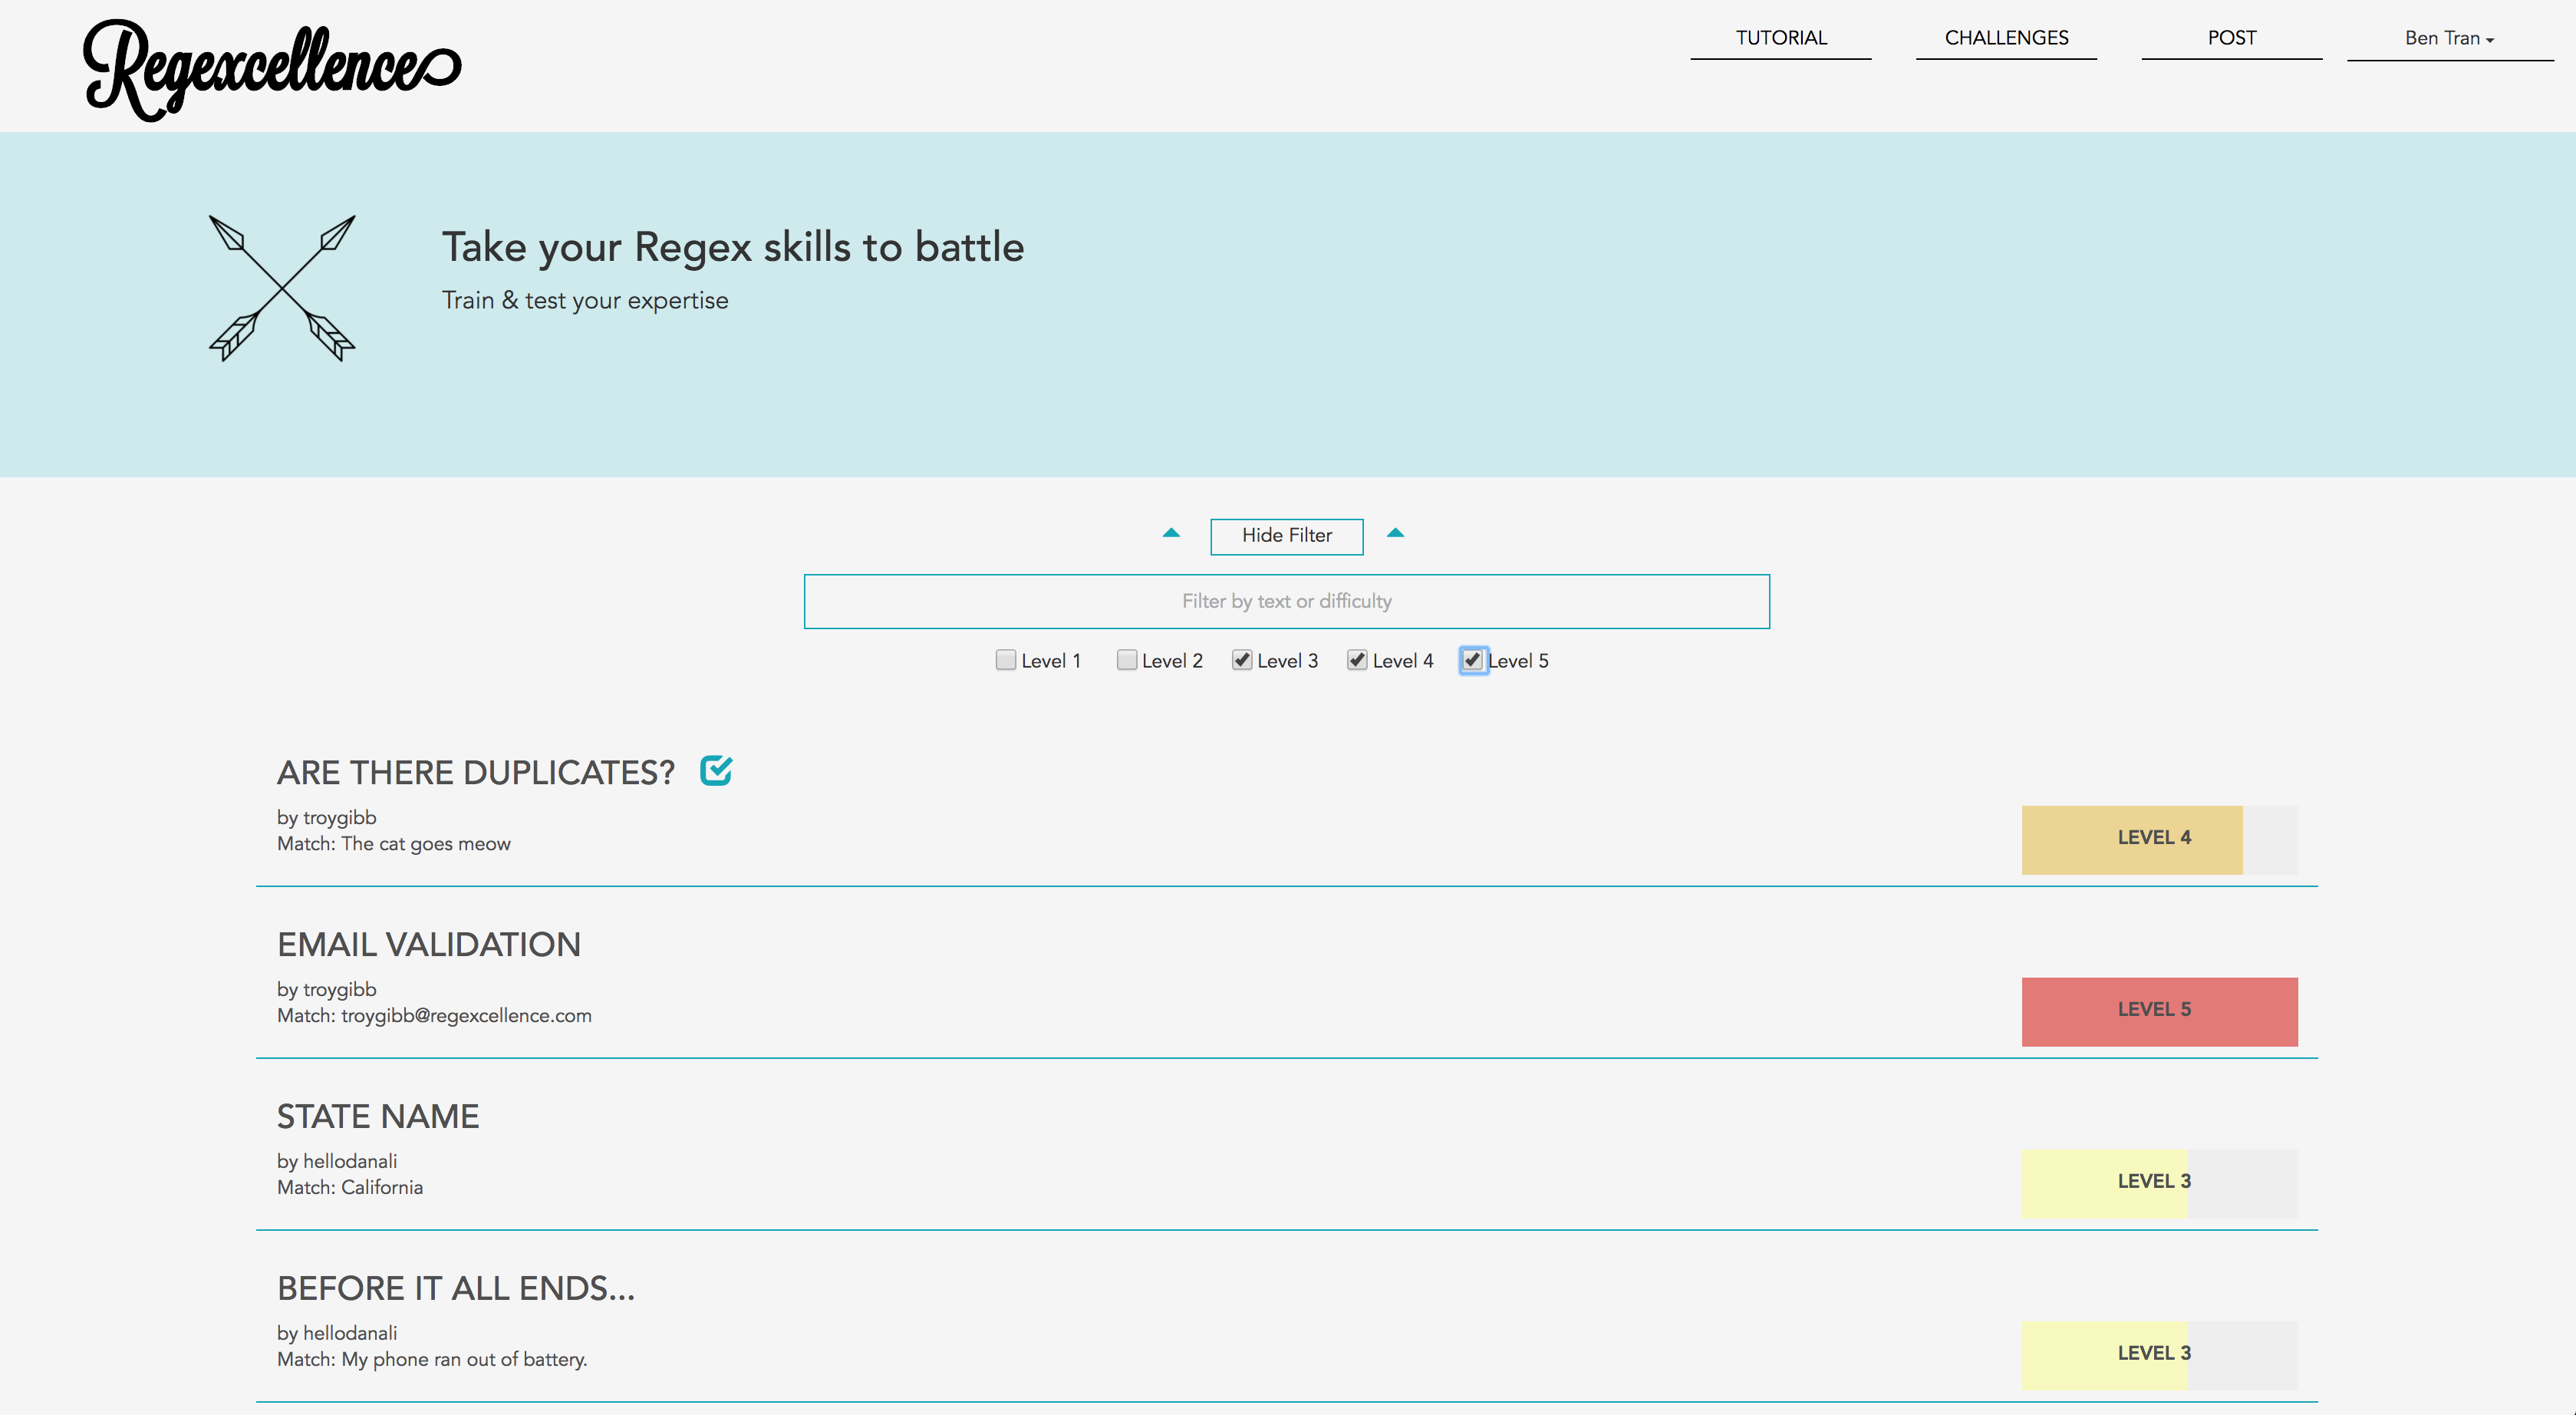 Regexcellence
TUTORIAL CHALLENGES POST Ben Tran
Take your Regex skills to battle
Train & test your expertise
Hide Filter
Filter by text or difficulty
Level 1 Level 2 Level 3 Level 4 Level 5
ARE THERE DUPLICATES?
by troygibb
Match: The cat goes meow
LEVEL 4
EMAIL VALIDATION
by troygibb
Match: troygibb@regexcellence.com
LEVEL 5
STATE NAME
by hellodanali
Match: California
LEVEL 3
BEFORE IT ALL ENDS...
by hellodanali
Match: My phone ran out of battery.
LEVEL 3